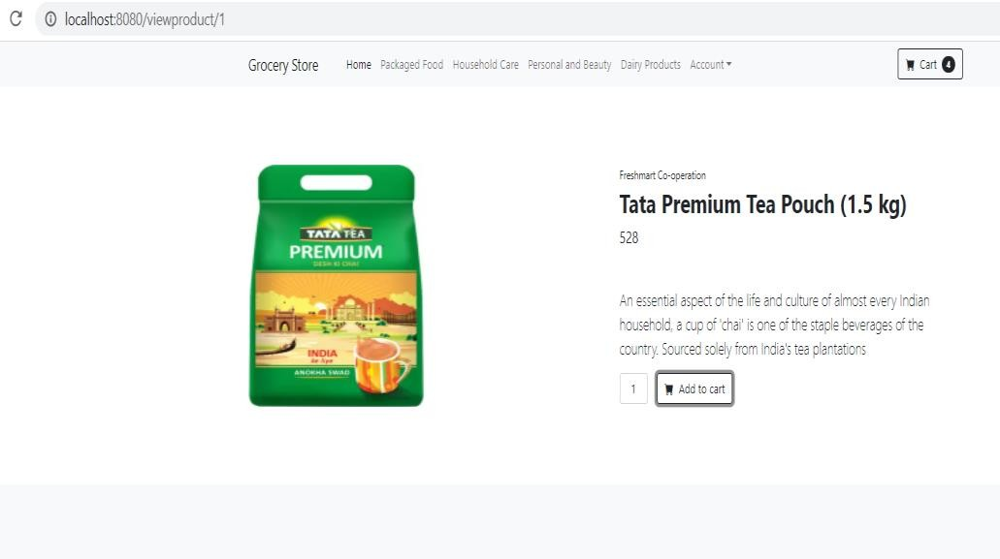 localhost:8080/viewproduct/1
Grocery Store Home Packaged Food Household Care Personal and Beauty Dairy Products Account Cart 4
TATA TEA
PREMIUM
DESH KI CHAI
INDIA
ANOKHA SWAD
Freshmart Co-operation
Tata Premium Tea Pouch (1.5 kg)
528
An essential aspect of the life and culture of almost every Indian
household, a cup of 'chai' is one of the staple beverages of the
country. Sourced solely from India's tea plantations
1 Add to cart